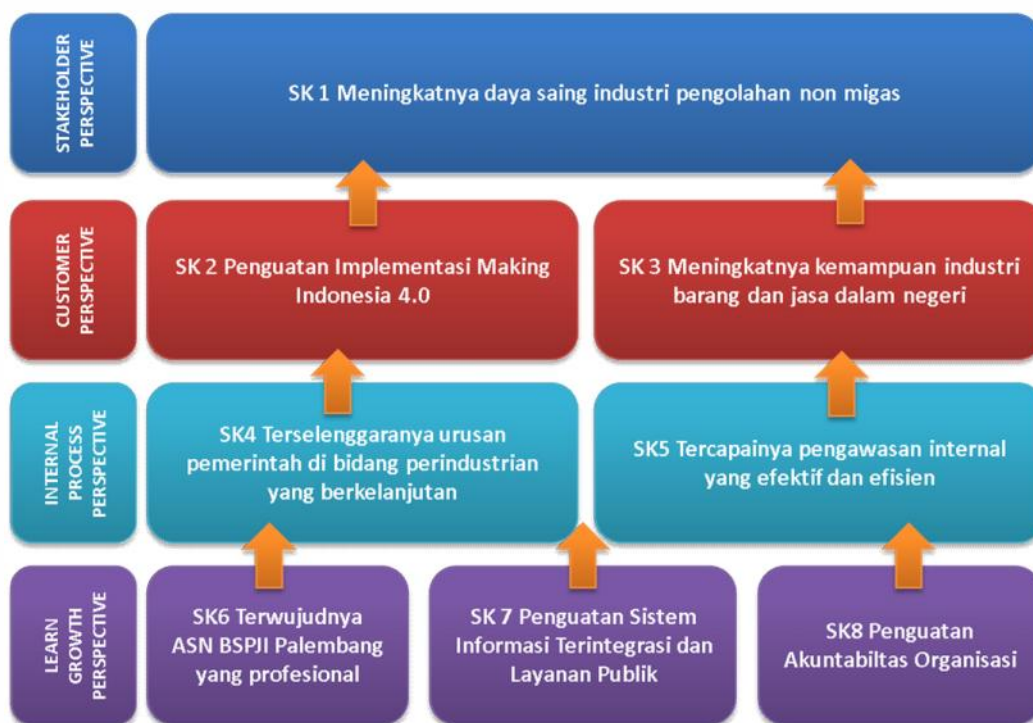 STAKEHOLDER
PERSPECTIVE
SK 1 Meningkatnya daya saing industri pengolahan non migas
CUSTOMER
PERSPECTIVE
SK 2 Penguatan Implementasi Making
Indonesia 4.0
SK 3 Meningkatnya kemampuan industri
barang dan jasa dalam negeri
INTERNAL
PROCESS
PERSPECTIVE
SK4 Terselenggaranya urusan
pemerintah di bidang perindustrian
yang berkelanjutan
SK5 Tercapainya pengawasan internal
yang efektif dan efisien
LEARN
GROWTH
PERSPECTIVE
SK6 Terwujudnya
ASN BSPJI Palembang
yang profesional
SK 7 Penguatan Sistem
Informasi Terintegrasi dan
Layanan Publik
SK8 Penguatan
Akuntabiltas Organisasi